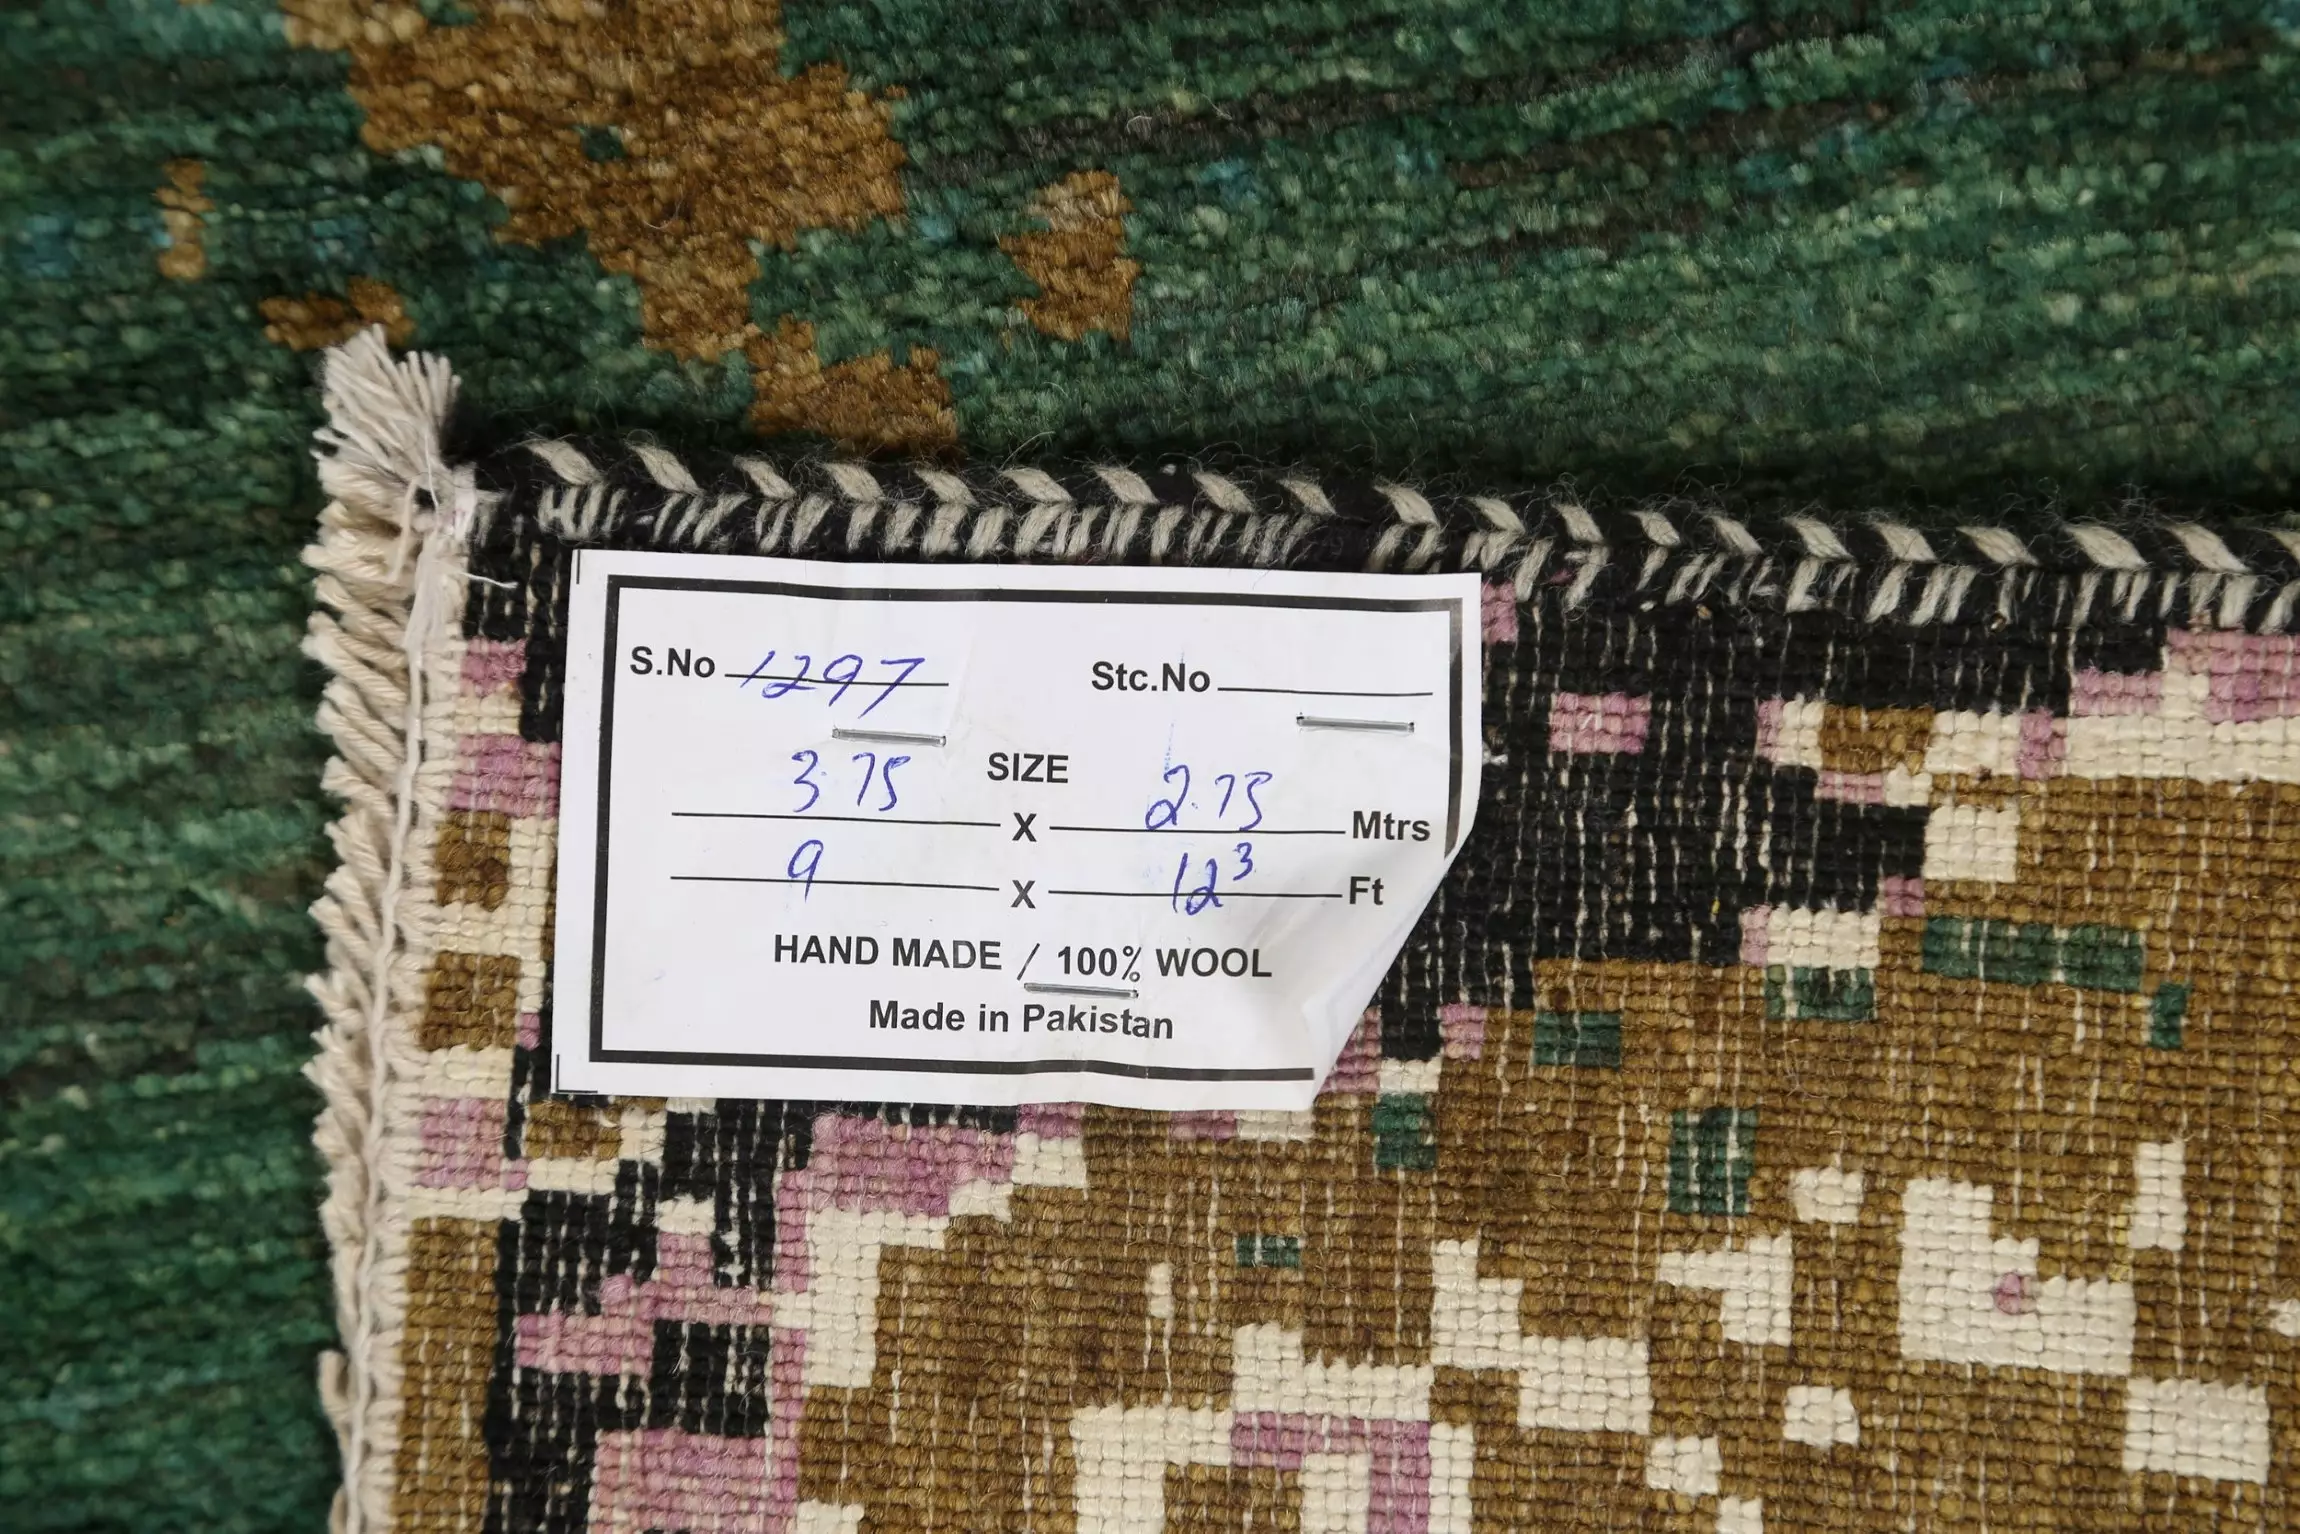 S.No 1297 Stc.No
SIZE
3.75 X 2.75 Mtrs
9 X 12³ Ft
HAND MADE / 100% WOOL
Made in Pakistan